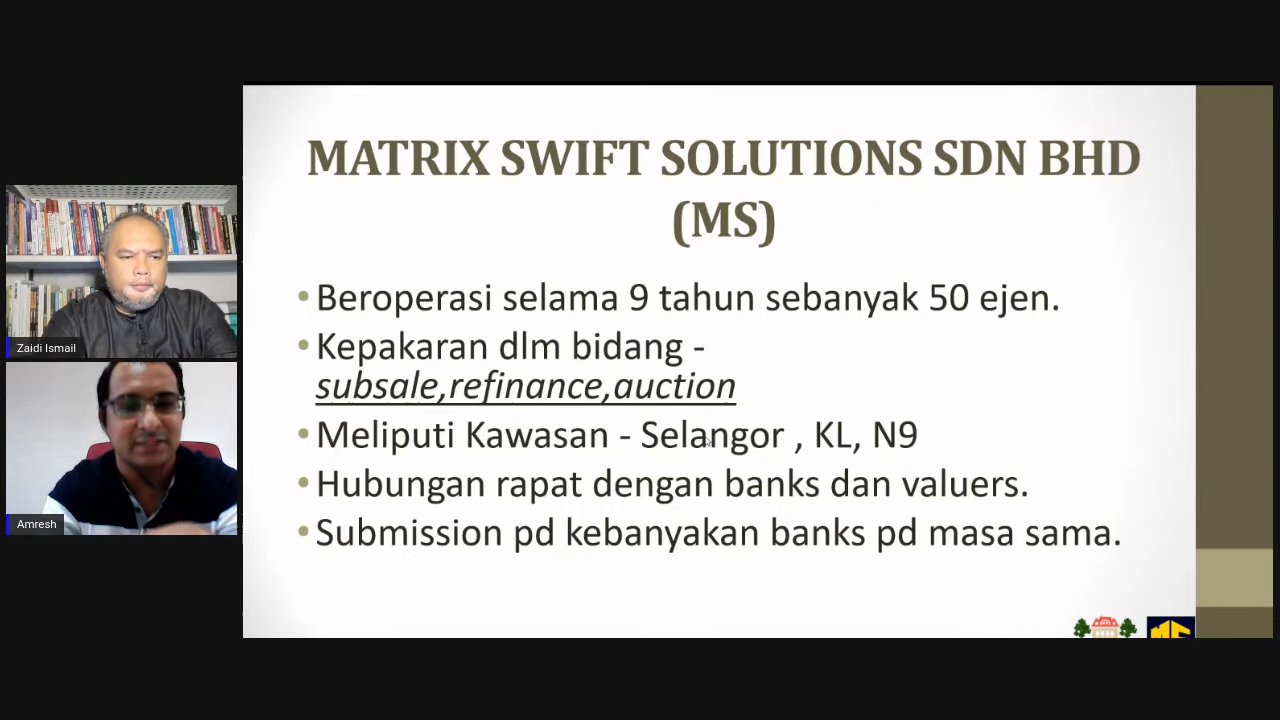 MATRIX SWIFT SOLUTIONS SDN BHD
(MS)
•Beroperasi selama 9 tahun sebanyak 50 ejen.
•Kepakaran dlm bidang -
subsale,refinance,auction
•Meliputi Kawasan - Selangor , KL, N9
•Hubungan rapat dengan banks dan valuers.
•Submission pd kebanyakan banks pd masa sama.
Zaidi Ismail
Amresh